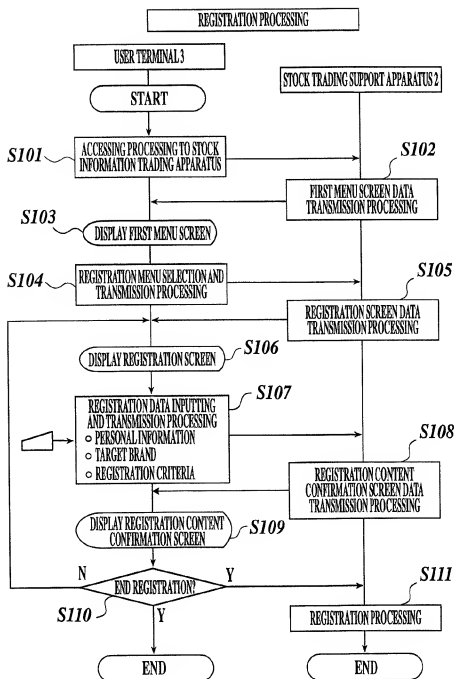 REGISTRATION PROCESSING
USER TERMINAL 3
STOCK TRADING SUPPORT APPARATUS 2
START
S101
ACCESSING PROCESSING TO STOCK
INFORMATION TRADING APPARATUS
S102
FIRST MENU SCREEN DATA
TRANSMISSION PROCESSING
S103
DISPLAY FIRST MENU SCREEN
S104
REGISTRATION MENU SELECTION AND
TRANSMISSION PROCESSING
S105
REGISTRATION SCREEN DATA
TRANSMISSION PROCESSING
S106
DISPLAY REGISTRATION SCREEN
S107
REGISTRATION DATA INPUTTING
AND TRANSMISSION PROCESSING
○ PERSONAL INFORMATION
○ TARGET BRAND
○ REGISTRATION CRITERIA
S108
REGISTRATION CONTENT
CONFIRMATION SCREEN DATA
TRANSMISSION PROCESSING
S109
DISPLAY REGISTRATION CONTENT
CONFIRMATION SCREEN
N
Y
END REGISTRATION?
S110
Y
S111
REGISTRATION PROCESSING
END
END